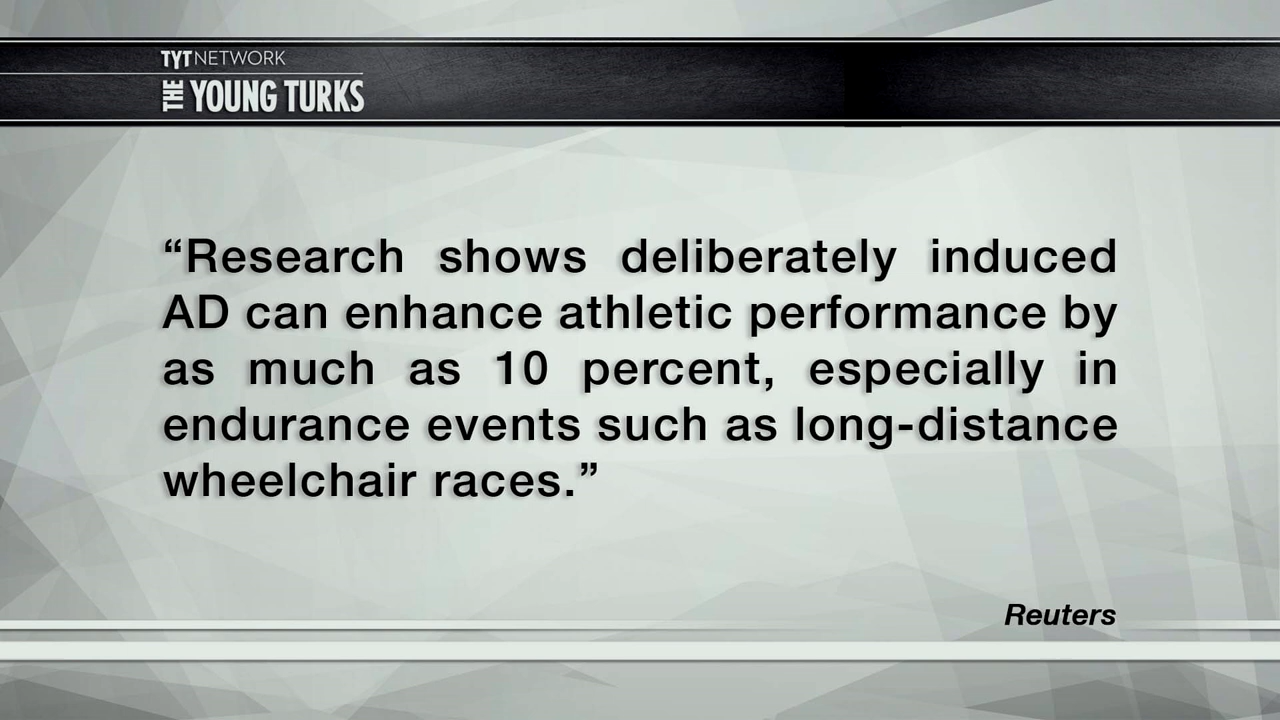 TYTNETWORK
THE YOUNG TURKS
“Research shows deliberately induced
AD can enhance athletic performance by
as much as 10 percent, especially in
endurance events such as long-distance
wheelchair races.”
Reuters